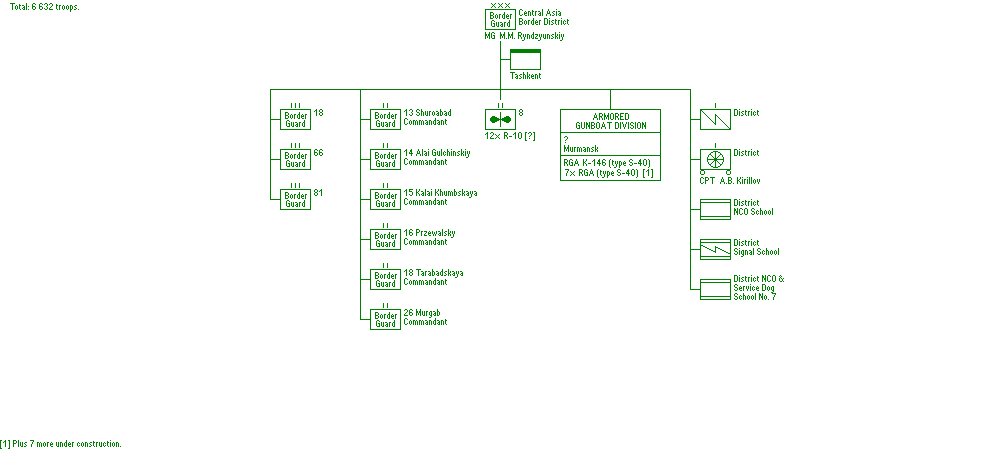 Total: 6 632 troops.
XXX
Border
Guard
Central Asia
Border District
MG M.M. Ryndzyunskiy
Tashkent
III
Border
Guard
18
III
Border
Guard
66
III
Border
Guard
81
II
Border
Guard
13 Shuroabad
Commandant
II
Border
Guard
14 Alai Gulchinskiy
Commandant
II
Border
Guard
15 Kalai Khumbskaya
Commandant
II
Border
Guard
16 Przewalsky
Commandant
II
Border
Guard
18 Tarabadskaya
Commandant
II
Border
Guard
26 Murgab
Commandant
II
8
12x R-10 [?]
ARMORED
GUNBOAT DIVISION
?
Murmansk
RGA K-146 (type S-40)
7x RGA (type S-40) [1]
I
District
I
District
CPT A.B. Kirillov
District
NCO School
District
Signal School
District NCO &
Service Dog
School No. 7
[1] Plus 7 more under construction.